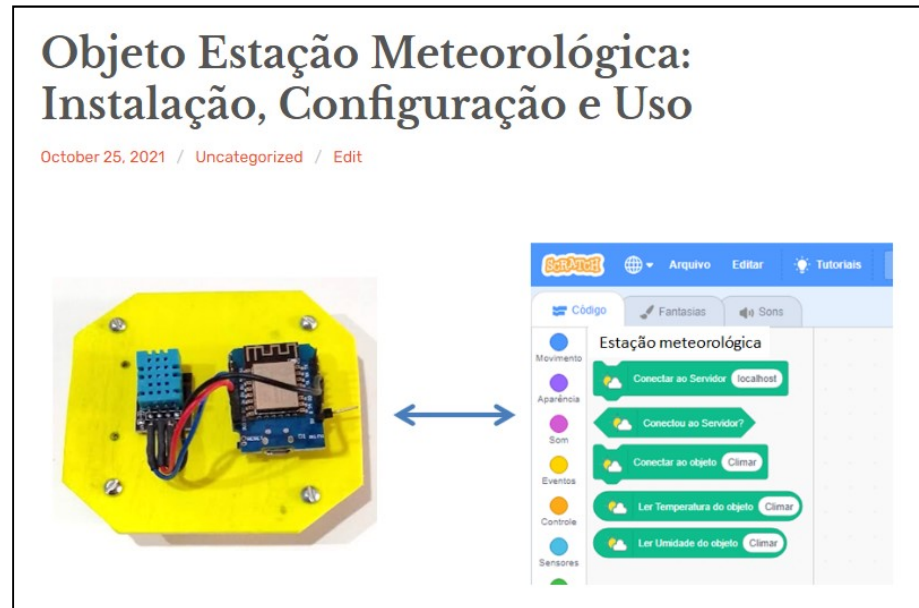 Objeto Estação Meteorológica:
Instalação, Configuração e Uso
October 25, 2021 / Uncategorized / Edit
SCRATCH Arquivo Editar Tutoriais
Código Fantasias Sons
Movimento
Aparência
Som
Eventos
Controle
Sensores
Estação meteorológica
Conectar ao Servidor localhost
Conectou ao Servidor?
Conectar ao objeto Climar
Ler Temperatura do objeto Climar
Ler Umidade do objeto Climar